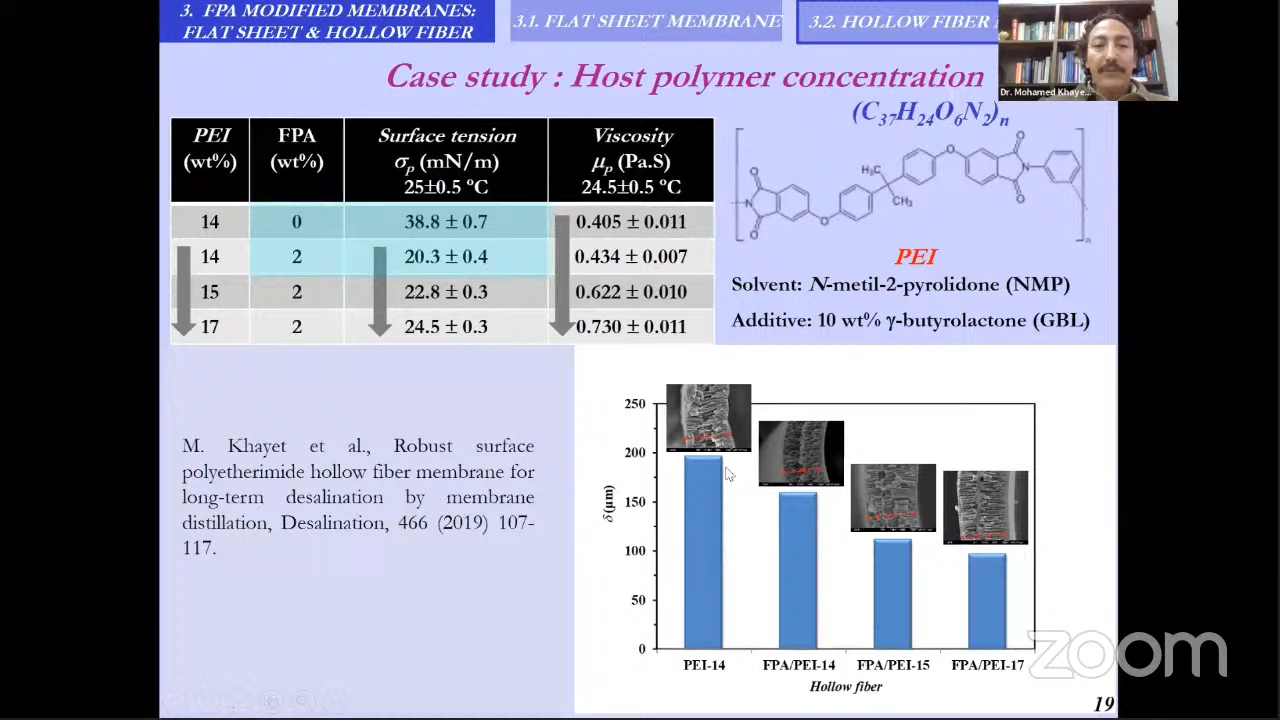 3. FPA MODIFIED MEMBRANES:
FLAT SHEET & HOLLOW FIBER
3.1. FLAT SHEET MEMBRANE
3.2. HOLLOW FIBER
Dr. Mohamed Khaye...
Case study : Host polymer concentration
(C37H24O6N2)n
PEI (wt%) FPA (wt%) Surface tension σp (mN/m) 25±0.5 ºC Viscosity μp (Pa.S) 24.5±0.5 ºC
14 0 38.8 ± 0.7 0.405 ± 0.011
14 2 20.3 ± 0.4 0.434 ± 0.007
15 2 22.8 ± 0.3 0.622 ± 0.010
17 2 24.5 ± 0.3 0.730 ± 0.011
O O O
H3C
N N
CH3
O O O O
n
PEI
Solvent: N-metil-2-pyrolidone (NMP)
Additive: 10 wt% γ-butyrolactone (GBL)
M. Khayet et al., Robust surface
polyetherimide hollow fiber membrane for
long-term desalination by membrane
distillation, Desalination, 466 (2019) 107-
117.
250
200
150
100
50
0
δ (μm)
PEI-14 FPA/PEI-14 FPA/PEI-15 FPA/PEI-17
Hollow fiber
zoom
19